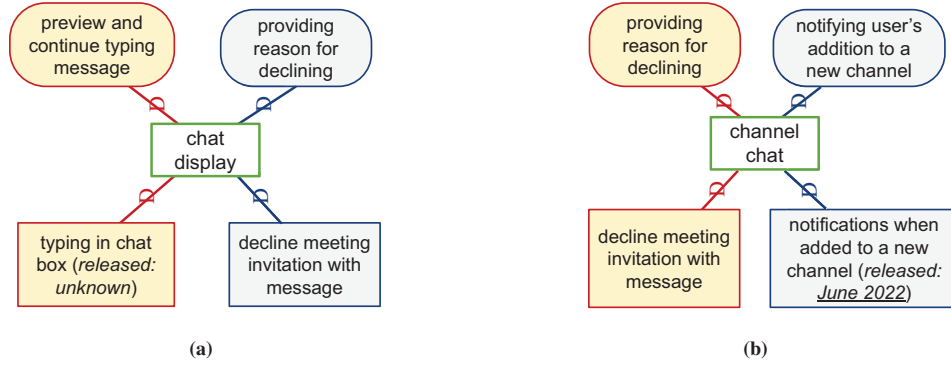 preview and
continue typing
message
providing
reason for
declining
D
D
chat
display
D
D
typing in chat
box (released:
unknown)
decline meeting
invitation with
message
(a)
providing
reason for
declining
notifying user's
addition to a
new channel
D
D
channel
chat
D
D
decline meeting
invitation with
message
notifications when
added to a new
channel (released:
June 2022)
(b)